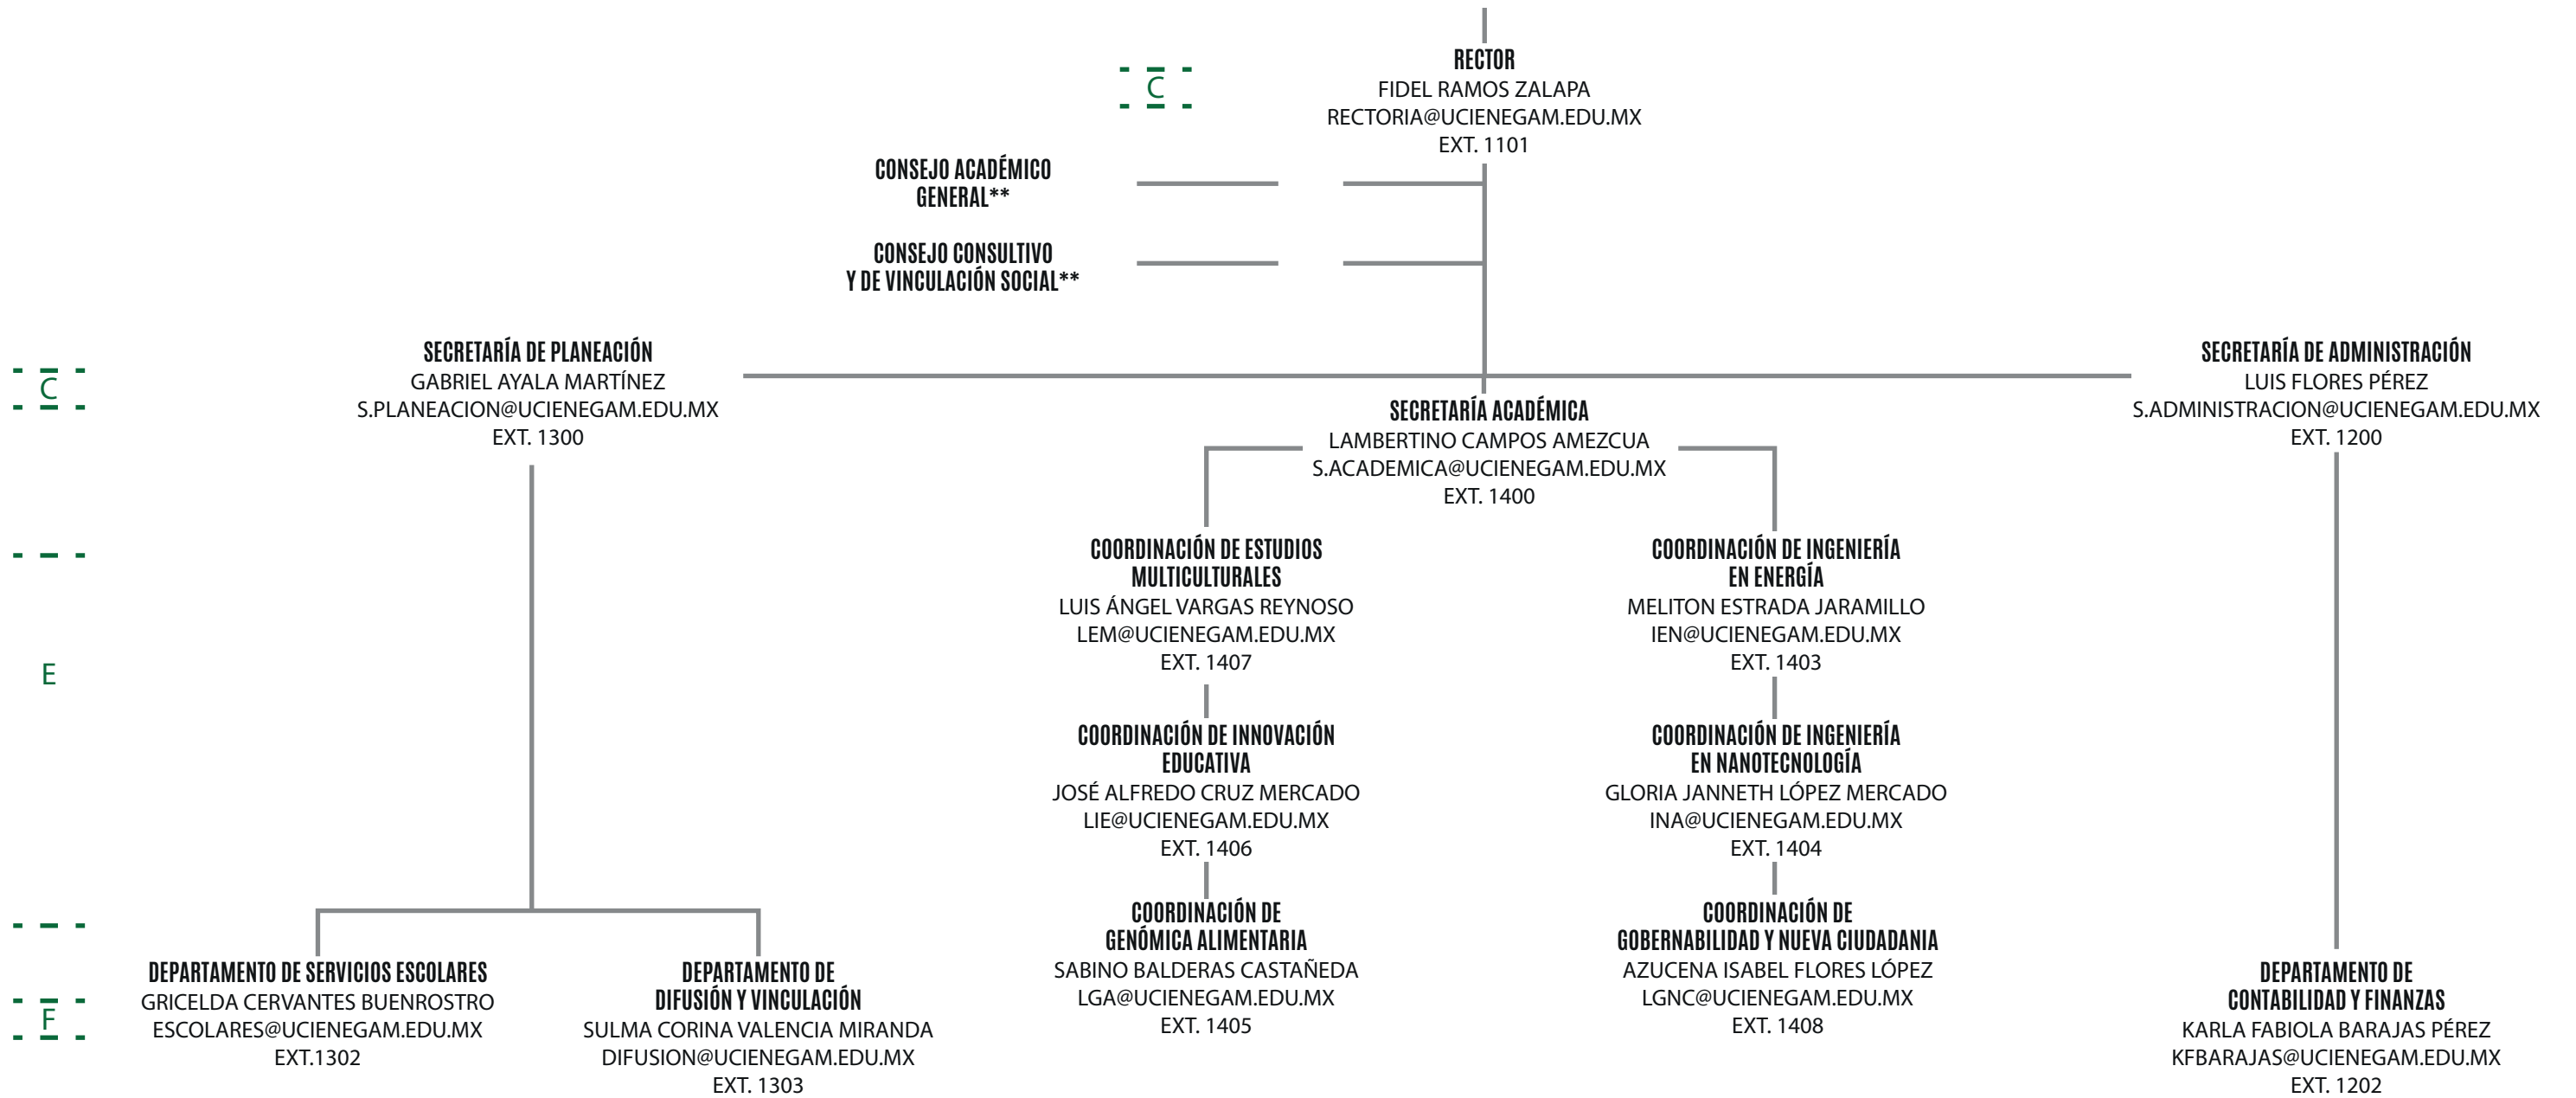 RECTOR
C
FIDEL RAMOS ZALAPA
RECTORIA@UCIENEGAM.EDU.MX
EXT. 1101
CONSEJO ACADÉMICO
GENERAL**
CONSEJO CONSULTIVO
Y DE VINCULACIÓN SOCIAL**
C
SECRETARÍA DE PLANEACIÓN
GABRIEL AYALA MARTÍNEZ
S.PLANEACION@UCIENEGAM.EDU.MX
EXT. 1300
SECRETARÍA ACADÉMICA
LAMBERTINO CAMPOS AMEZCUA
S.ACADEMICA@UCIENEGAM.EDU.MX
EXT. 1400
SECRETARÍA DE ADMINISTRACIÓN
LUIS FLORES PÉREZ
S.ADMINISTRACION@UCIENEGAM.EDU.MX
EXT. 1200
E
COORDINACIÓN DE ESTUDIOS
MULTICULTURALES
LUIS ÁNGEL VARGAS REYNOSO
LEM@UCIENEGAM.EDU.MX
EXT. 1407
COORDINACIÓN DE INGENIERÍA
EN ENERGÍA
MELITON ESTRADA JARAMILLO
IEN@UCIENEGAM.EDU.MX
EXT. 1403
COORDINACIÓN DE INNOVACIÓN
EDUCATIVA
JOSÉ ALFREDO CRUZ MERCADO
LIE@UCIENEGAM.EDU.MX
EXT. 1406
COORDINACIÓN DE INGENIERÍA
EN NANOTECNOLOGÍA
GLORIA JANNETH LÓPEZ MERCADO
INA@UCIENEGAM.EDU.MX
EXT. 1404
COORDINACIÓN DE
GENÓMICA ALIMENTARIA
SABINO BALDERAS CASTAÑEDA
LGA@UCIENEGAM.EDU.MX
EXT. 1405
COORDINACIÓN DE
GOBERNABILIDAD Y NUEVA CIUDADANIA
AZUCENA ISABEL FLORES LÓPEZ
LGNC@UCIENEGAM.EDU.MX
EXT. 1408
F
DEPARTAMENTO DE SERVICIOS ESCOLARES
GRICELDA CERVANTES BUENROSTRO
ESCOLARES@UCIENEGAM.EDU.MX
EXT.1302
DEPARTAMENTO DE
DIFUSIÓN Y VINCULACIÓN
SULMA CORINA VALENCIA MIRANDA
DIFUSION@UCIENEGAM.EDU.MX
EXT. 1303
DEPARTAMENTO DE
CONTABILIDAD Y FINANZAS
KARLA FABIOLA BARAJAS PÉREZ
KFBARAJAS@UCIENEGAM.EDU.MX
EXT. 1202